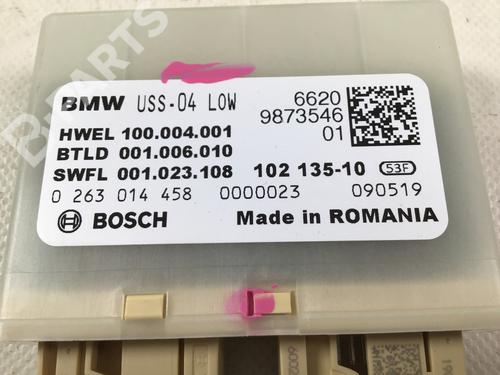 B-PARTS
BMW USS-04 LOW 6620
9873546
HWEL 100.004.001 01
BTLD 001.006.010
SWFL 001.023.108 102 135-10 53F
0 263 014 458 0000023 090519
BOSCH Made in ROMANIA